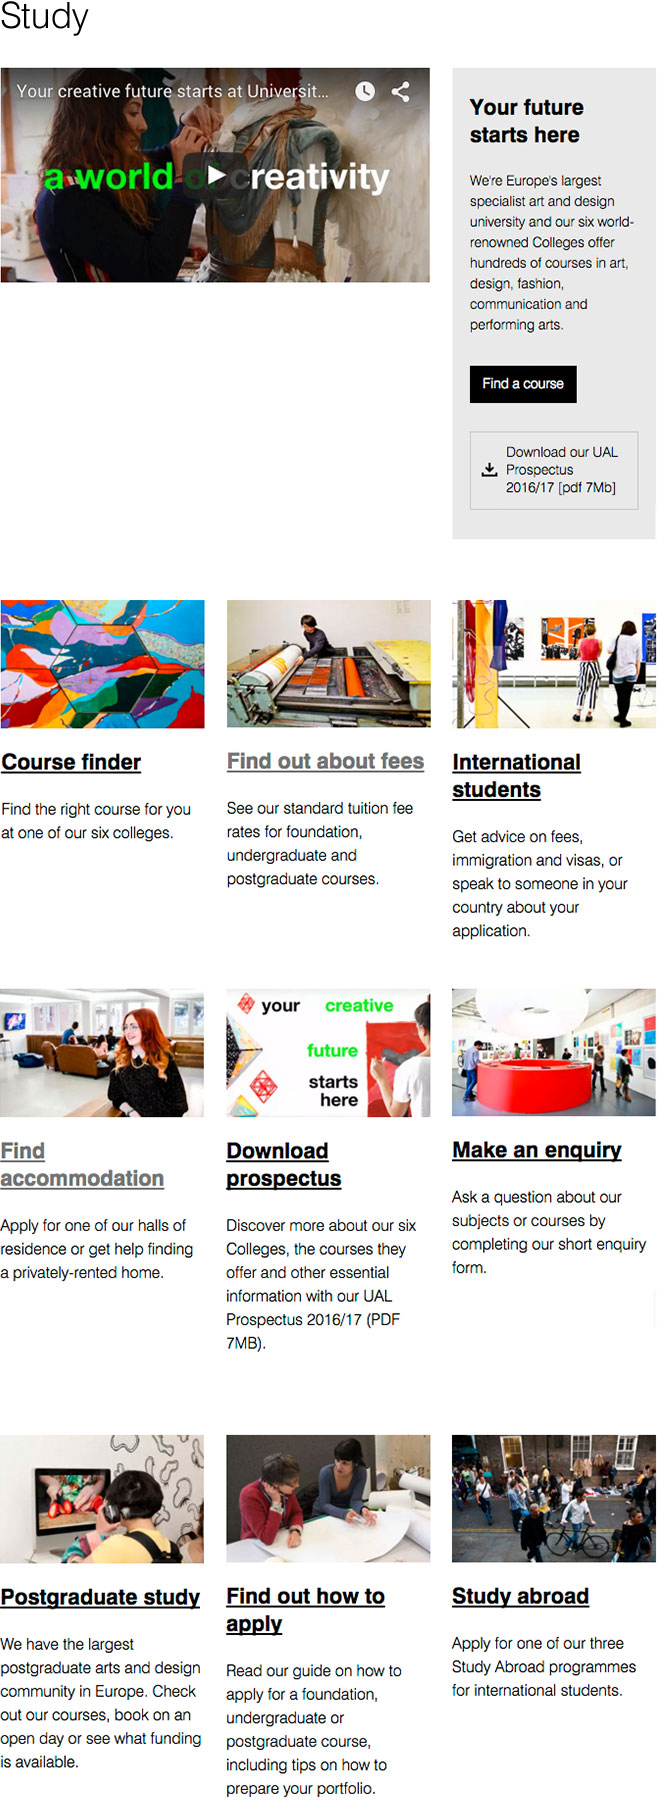 Study
Your creative future starts at Universit...
a world of creativity
Your future
starts here
We're Europe's largest
specialist art and design
university and our six world-
renowned Colleges offer
hundreds of courses in art,
design, fashion,
communication and
performing arts.
Find a course
Download our UAL
Prospectus
2016/17 [pdf 7Mb]
Course finder
Find the right course for you
at one of our six colleges.
Find out about fees
See our standard tuition fee
rates for foundation,
undergraduate and
postgraduate courses.
International
students
Get advice on fees,
immigration and visas, or
speak to someone in your
country about your
application.
your creative
future
starts
here
Find
accommodation
Apply for one of our halls of
residence or get help finding
a privately-rented home.
Download
prospectus
Discover more about our six
Colleges, the courses they
offer and other essential
information with our UAL
Prospectus 2016/17 (PDF
7MB).
Make an enquiry
Ask a question about our
subjects or courses by
completing our short enquiry
form.
Postgraduate study
We have the largest
postgraduate arts and design
community in Europe. Check
out our courses, book on an
open day or see what funding
is available.
Find out how to
apply
Read our guide on how to
apply for a foundation,
undergraduate or
postgraduate course,
including tips on how to
prepare your portfolio.
Study abroad
Apply for one of our three
Study Abroad programmes
for international students.